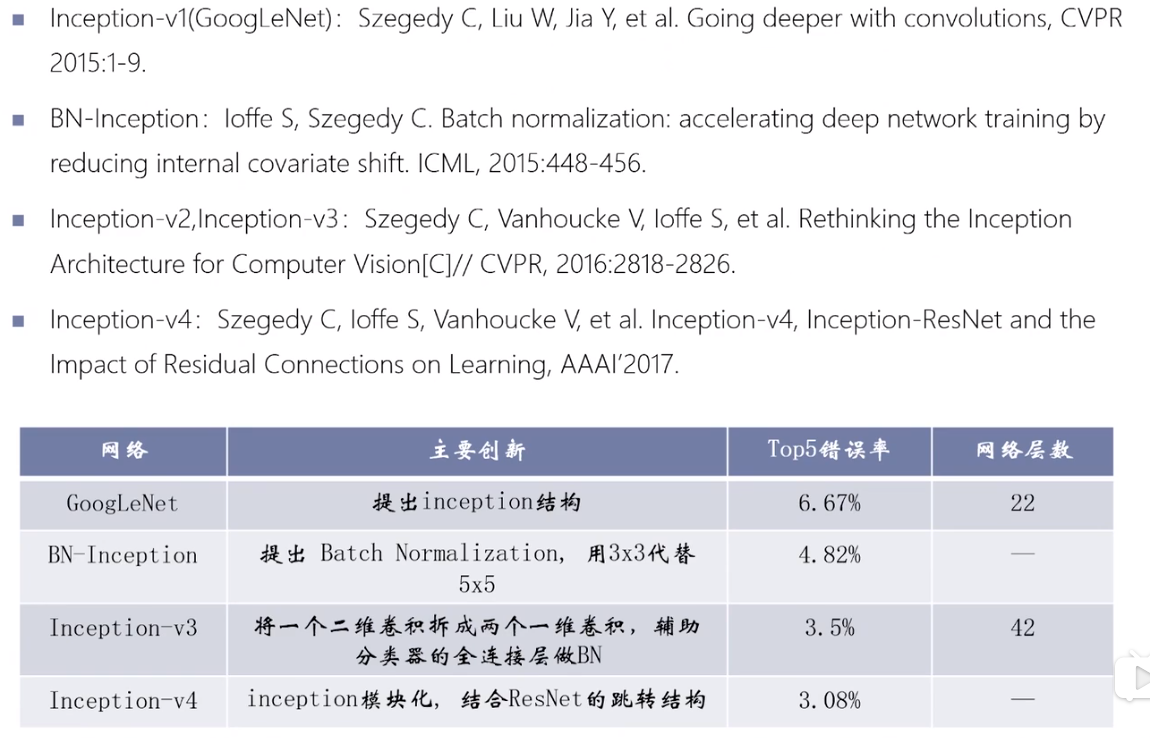 Inception-v1(GoogLeNet)：Szegedy C, Liu W, Jia Y, et al. Going deeper with convolutions, CVPR
2015:1-9.
BN-Inception：Ioffe S, Szegedy C. Batch normalization: accelerating deep network training by
reducing internal covariate shift. ICML, 2015:448-456.
Inception-v2,Inception-v3：Szegedy C, Vanhoucke V, Ioffe S, et al. Rethinking the Inception
Architecture for Computer Vision[C]// CVPR, 2016:2818-2826.
Inception-v4：Szegedy C, Ioffe S, Vanhoucke V, et al. Inception-v4, Inception-ResNet and the
Impact of Residual Connections on Learning, AAAI'2017.
网络 主要创新 Top5错误率 网络层数
GoogLeNet 提出inception结构 6.67% 22
BN-Inception 提出 Batch Normalization, 用3x3代替 4.82% —
5x5
Inception-v3 将一个二维卷积拆成两个一维卷积，辅助 3.5% 42
分类器的全连接层做BN
Inception-v4 inception模块化, 结合ResNet的跳转结构 3.08% —